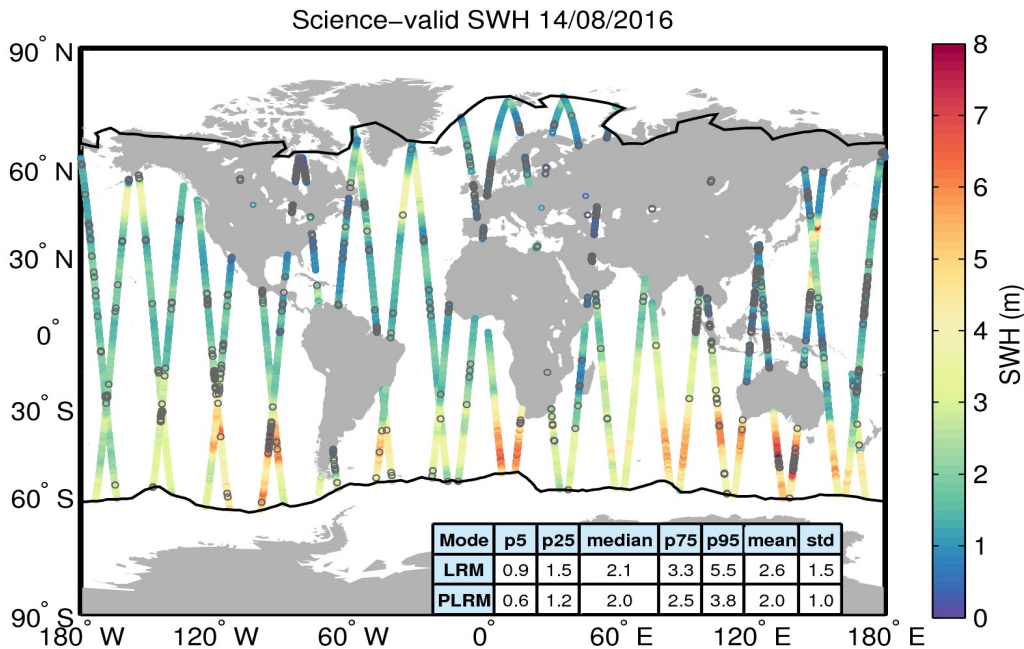 Science−valid SWH 14/08/2016
90° N
60° N
30° N
0°
30° S
60° S
90° S
180° W
120° W
60° W
0°
60° E
120° E
180° E
Mode p5 p25 median p75 p95 mean std
LRM 0.9 1.5 2.1 3.3 5.5 2.6 1.5
PLRM 0.6 1.2 2.0 2.5 3.8 2.0 1.0
8
7
6
5
4
3
2
1
0
SWH (m)